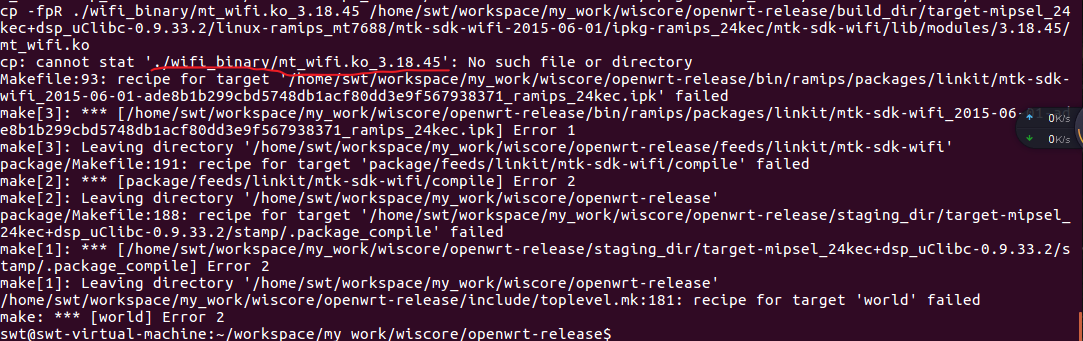 cp -fpR ./wifi_binary/mt_wifi.ko_3.18.45 /home/swt/workspace/my_work/wiscore/openwrt-release/build_dir/target-mipsel_24
kec+dsp_uClibc-0.9.33.2/linux-ramips_mt7688/mtk-sdk-wifi-2015-06-01/ipkg-ramips_24kec/mtk-sdk-wifi/lib/modules/3.18.45/
mt_wifi.ko
cp: cannot stat './wifi_binary/mt_wifi.ko_3.18.45': No such file or directory
Makefile:93: recipe for target '/home/swt/workspace/my_work/wiscore/openwrt-release/bin/ramips/packages/linkit/mtk-sdk-
wifi_2015-06-01-ade8b1b299cbd5748db1acf80dd3e9f567938371_ramips_24kec.ipk' failed
make[3]: *** [/home/swt/workspace/my_work/wiscore/openwrt-release/bin/ramips/packages/linkit/mtk-sdk-wifi_2015-06-01-ad
e8b1b299cbd5748db1acf80dd3e9f567938371_ramips_24kec.ipk] Error 1
0K/s
0K/s
make[3]: Leaving directory '/home/swt/workspace/my_work/wiscore/openwrt-release/feeds/linkit/mtk-sdk-wifi'
package/Makefile:191: recipe for target 'package/feeds/linkit/mtk-sdk-wifi/compile' failed
make[2]: *** [package/feeds/linkit/mtk-sdk-wifi/compile] Error 2
make[2]: Leaving directory '/home/swt/workspace/my_work/wiscore/openwrt-release'
package/Makefile:188: recipe for target '/home/swt/workspace/my_work/wiscore/openwrt-release/staging_dir/target-mipsel_
24kec+dsp_uClibc-0.9.33.2/stamp/.package_compile' failed
make[1]: *** [/home/swt/workspace/my_work/wiscore/openwrt-release/staging_dir/target-mipsel_24kec+dsp_uClibc-0.9.33.2/s
tamp/.package_compile] Error 2
make[1]: Leaving directory '/home/swt/workspace/my_work/wiscore/openwrt-release'
/home/swt/workspace/my_work/wiscore/openwrt-release/include/toplevel.mk:181: recipe for target 'world' failed
make: *** [world] Error 2
swt@swt-virtual-machine:~/workspace/my_work/wiscore/openwrt-release$